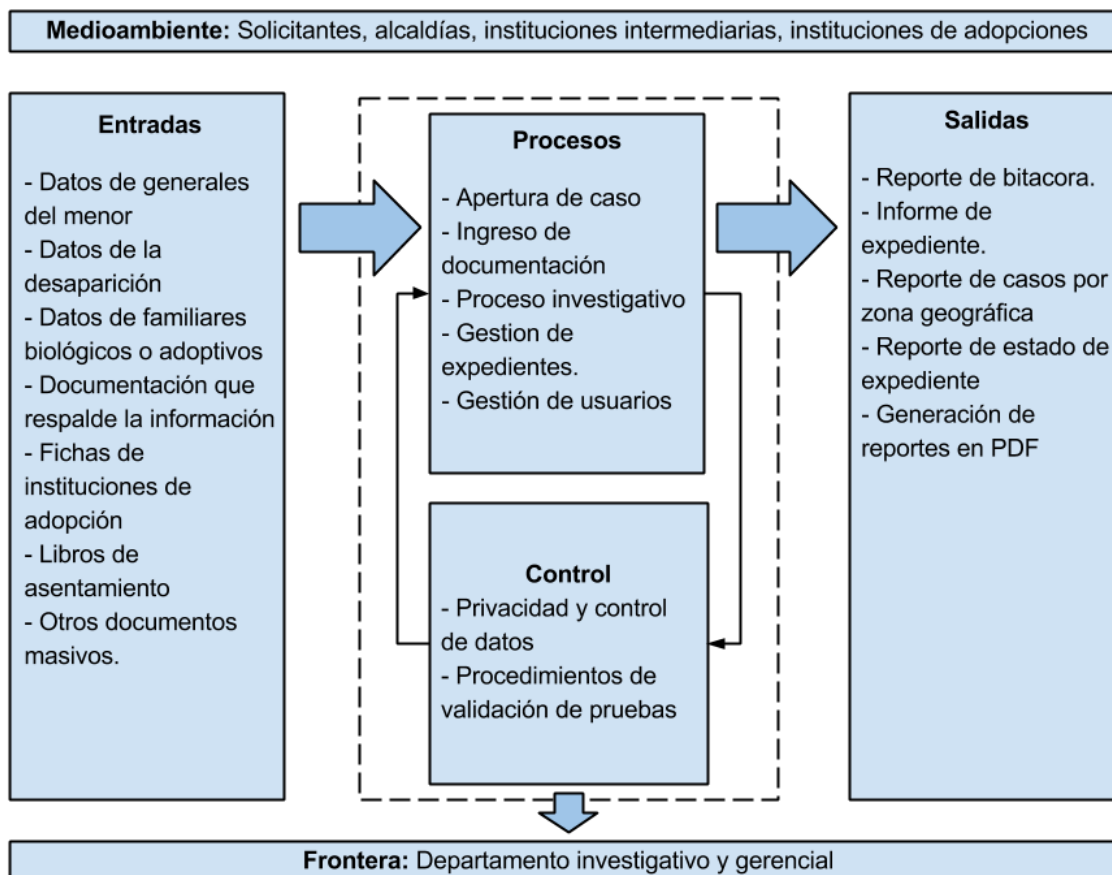 Medioambiente: Solicitantes, alcaldías, instituciones intermediarias, instituciones de adopciones
Entradas
- Datos de generales
del menor
- Datos de la
desaparición
- Datos de familiares
biológicos o adoptivos
- Documentación que
respalde la información
- Fichas de
instituciones de
adopción
- Libros de
asentamiento
- Otros documentos
masivos.
Procesos
- Apertura de caso
- Ingreso de
documentación
- Proceso investigativo
- Gestion de
expedientes.
- Gestión de usuarios
Control
- Privacidad y control
de datos
- Procedimientos de
validación de pruebas
Salidas
- Reporte de bitacora.
- Informe de
expediente.
- Reporte de casos por
zona geográfica
- Reporte de estado de
expediente
- Generación de
reportes en PDF
Frontera: Departamento investigativo y gerencial